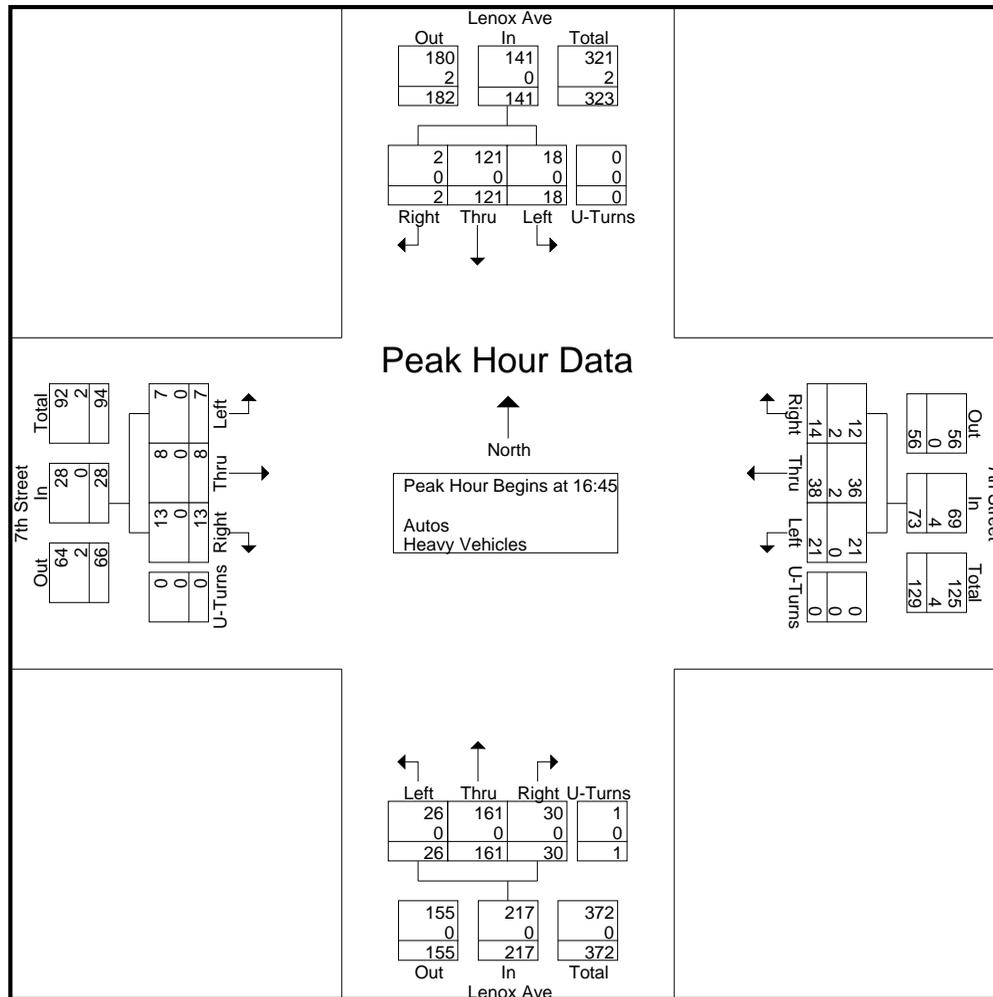 Lenox Ave
Out In Total
180 141 321
2 0 2
182 141 323
2 121 18 0
0 0 0 0
2 121 18 0
Right Thru Left U-Turns
Peak Hour Data
North
Peak Hour Begins at 16:45
Autos
Heavy Vehicles
7th Street
Total In Out
92 28 64
2 0 2
94 28 66
7 8 13 0
0 0 0 0
7 8 13 0
Left Thru Right U-Turns
Out In Total
56 69 125
0 4 4
56 73 129
12 36 21 0
2 2 0 0
14 38 21 0
Right Thru Left U-Turns
Left Thru Right U-Turns
26 161 30 1
0 0 0 0
26 161 30 1
155 217 372
0 0 0
155 217 372
Out In Total
Lenox Ave